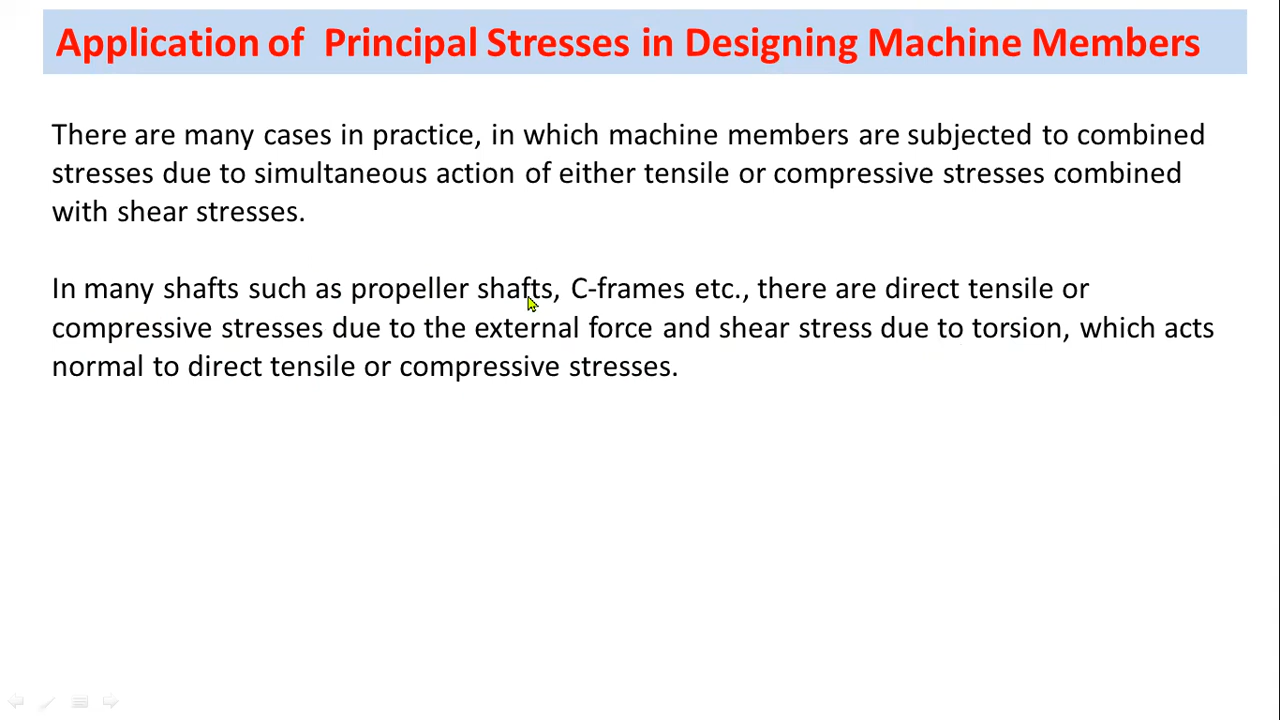 Application of Principal Stresses in Designing Machine Members
There are many cases in practice, in which machine members are subjected to combined
stresses due to simultaneous action of either tensile or compressive stresses combined
with shear stresses.
In many shafts such as propeller shafts, C-frames etc., there are direct tensile or
compressive stresses due to the external force and shear stress due to torsion, which acts
normal to direct tensile or compressive stresses.